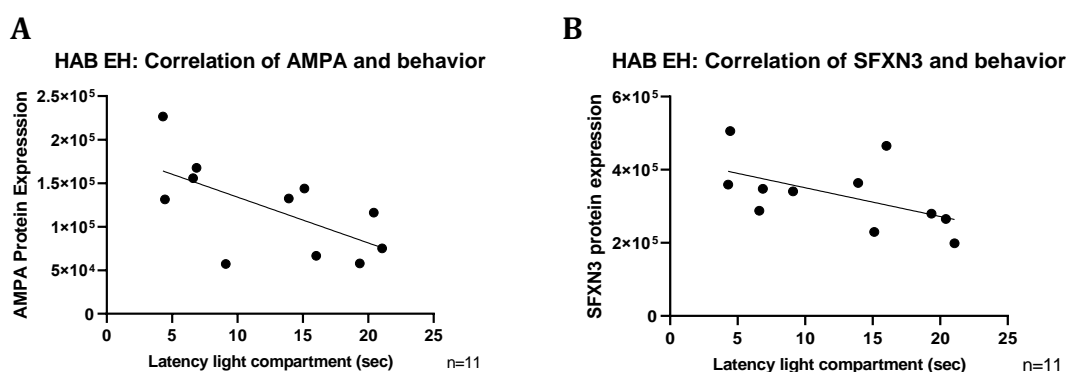 A
HAB EH: Correlation of AMPA and behavior
AMPA Protein Expresssion
2.5×10⁵
2×10⁵
1.5×10⁵
1×10⁵
5×10⁴
0
0 5 10 15 20 25
Latency light compartment (sec)
n=11
B
HAB EH: Correlation of SFXN3 and behavior
SFXN3 protein expression
6×10⁵
4×10⁵
2×10⁵
0
0 5 10 15 20 25
Latency light compartment (sec)
n=11